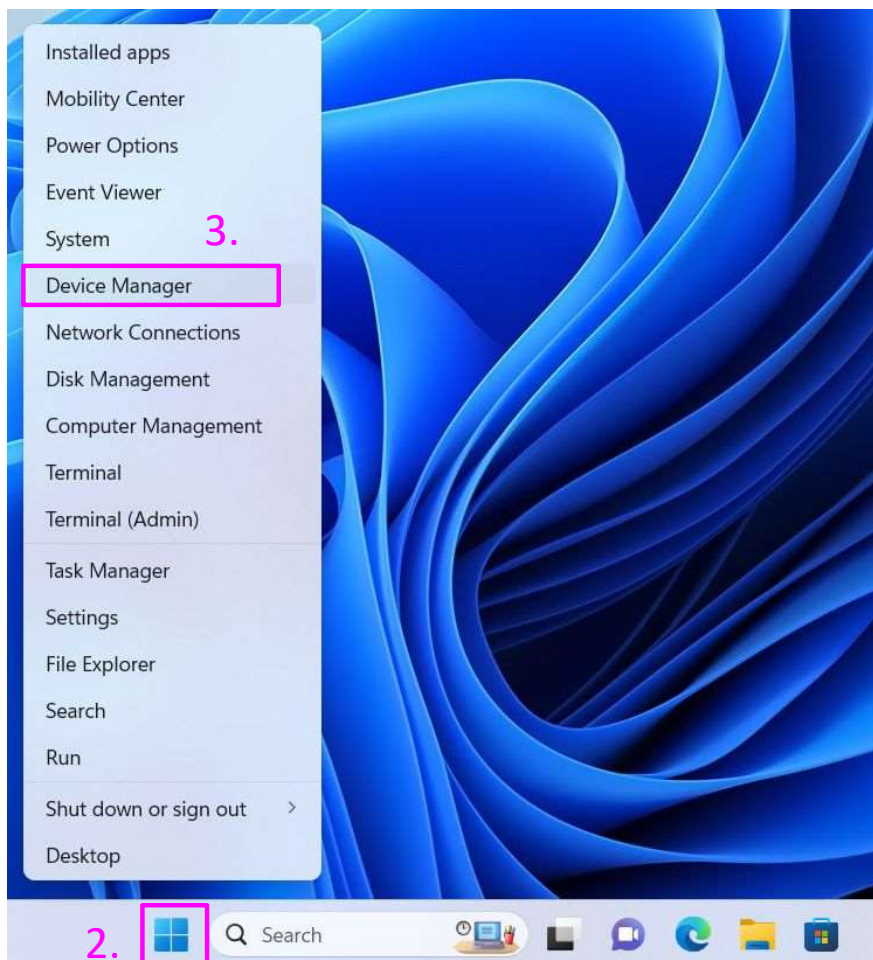 Installed apps
Mobility Center
Power Options
Event Viewer
3.
System
Device Manager
Network Connections
Disk Management
Computer Management
Terminal
Terminal (Admin)
Task Manager
Settings
File Explorer
Search
Run
Shut down or sign out
Desktop
2.
Search